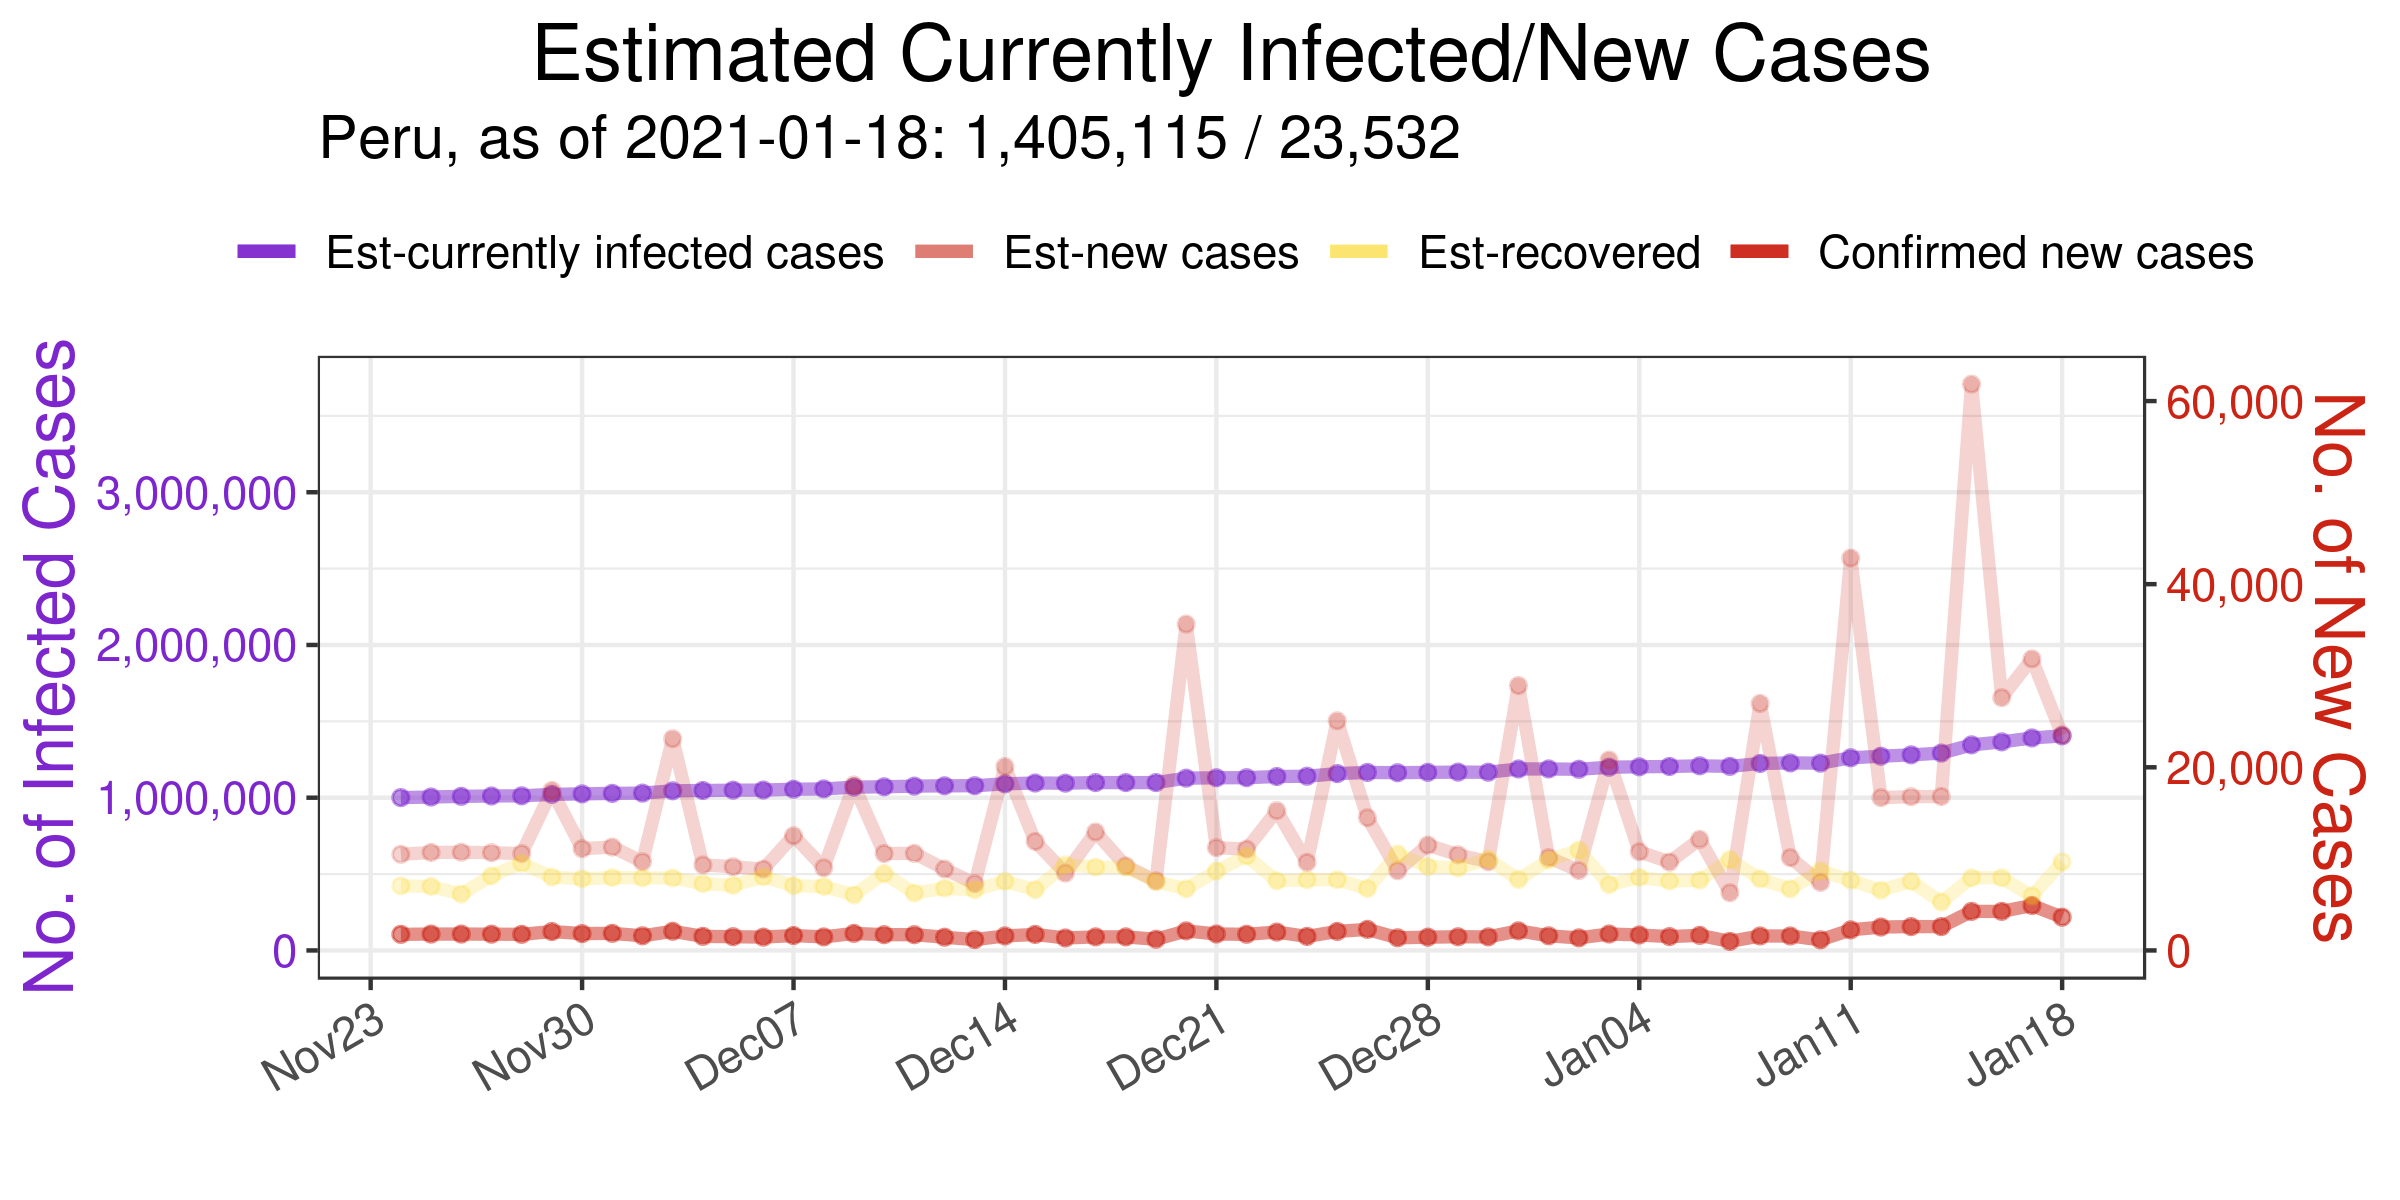 Estimated Currently Infected/New Cases
Peru, as of 2021-01-18: 1,405,115 / 23,532
Est-currently infected cases Est-new cases Est-recovered Confirmed new cases
No. of Infected Cases
3,000,000
2,000,000
1,000,000
0
60,000
40,000
20,000
0
No. of New Cases
Nov23 Nov30 Dec07 Dec14 Dec21 Dec28 Jan04 Jan11 Jan18